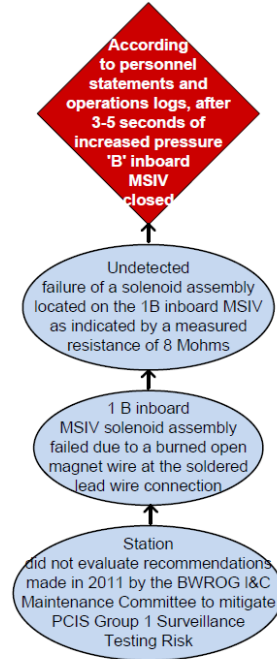 According
to personnel
statements and
operations logs, after
3-5 seconds of
increased pressure
'B' inboard
MSIV
closed
Undetected
failure of a solenoid assembly
located on the 1B inboard MSIV
as indicated by a measured
resistance of 8 Mohms
1 B inboard
MSIV solenoid assembly
failed due to a burned open
magnet wire at the soldered
lead wire connection
Station
did not evaluate recommendations
made in 2011 by the BWROG I&C
Maintenance Committee to mitigate
PCIS Group 1 Surveillance
Testing Risk